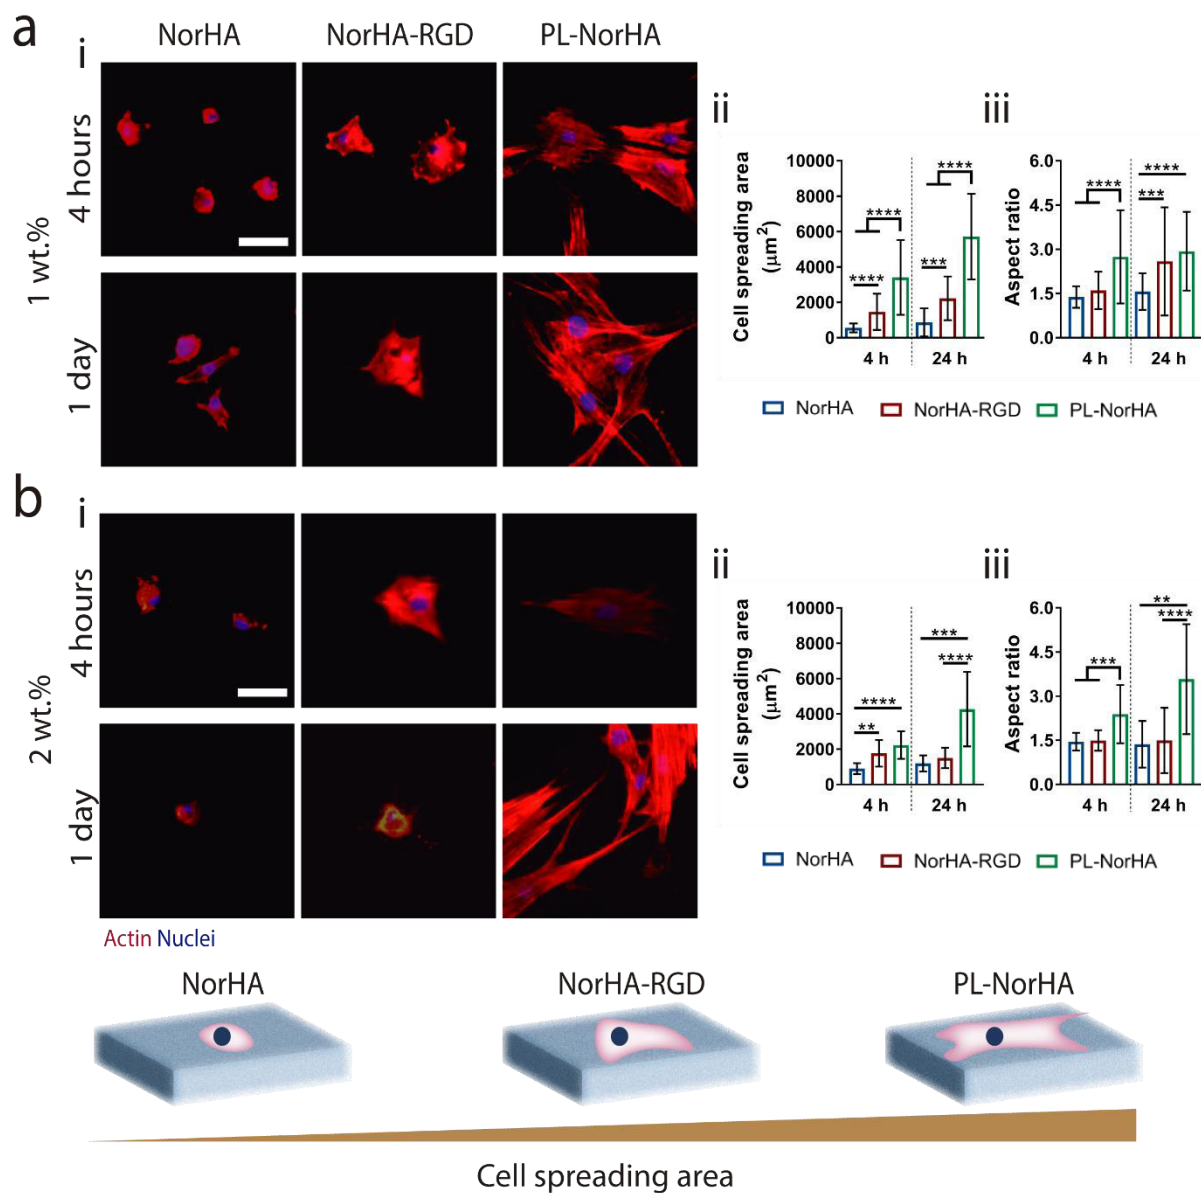 a
i
NorHA NorHA-RGD PL-NorHA
1 wt.%
4 hours
1 day
ii
Cell spreading area
(μm²)
10000
8000
6000
4000
2000
0
**** **** *** ****
4 h 24 h
iii
Aspect ratio
6.0
4.5
3.0
1.5
0.0
**** *** ****
4 h 24 h
NorHA NorHA-RGD PL-NorHA
b
i
2 wt.%
4 hours
1 day
Actin Nuclei
ii
Cell spreading area
(μm²)
10000
8000
6000
4000
2000
0
** **** *** ****
4 h 24 h
iii
Aspect ratio
6.0
4.5
3.0
1.5
0.0
*** ** ****
4 h 24 h
NorHA NorHA-RGD PL-NorHA
NorHA NorHA-RGD PL-NorHA
Cell spreading area